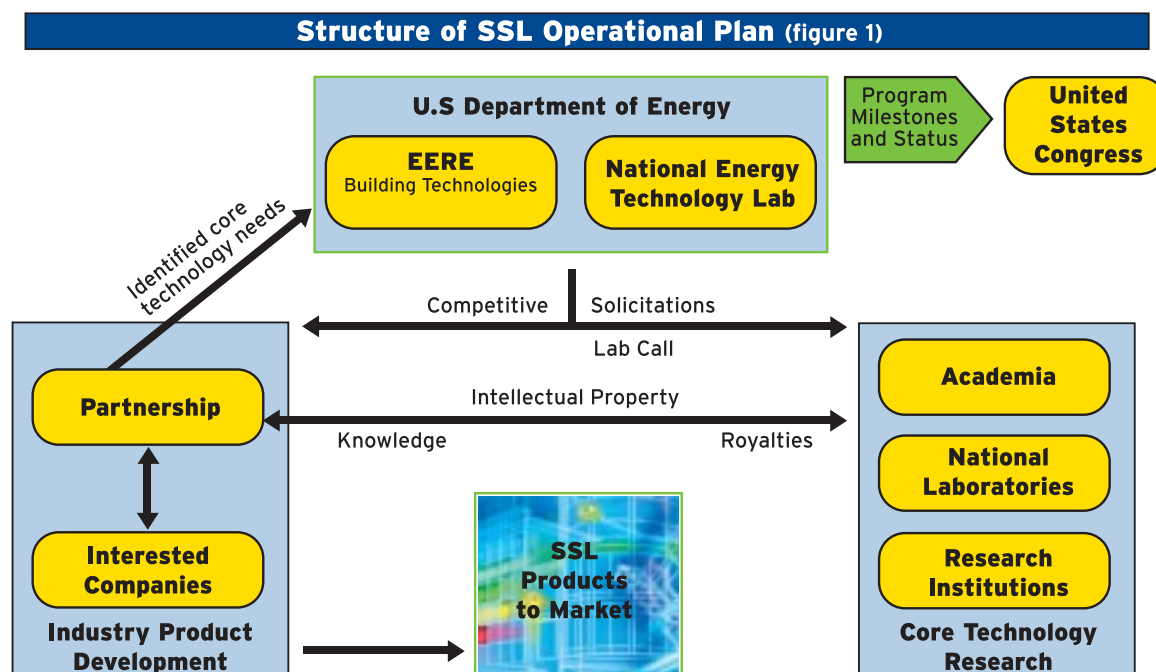 Structure of SSL Operational Plan (figure 1)
U.S Department of Energy
EERE
Building Technologies
National Energy
Technology Lab
Program
Milestones
and Status
United
States
Congress
Identified core
technology needs
Competitive Solicitations
Lab Call
Partnership
Intellectual Property
Knowledge Royalties
Interested
Companies
Industry Product
Development
SSL
Products
to Market
Academia
National
Laboratories
Research
Institutions
Core Technology
Research